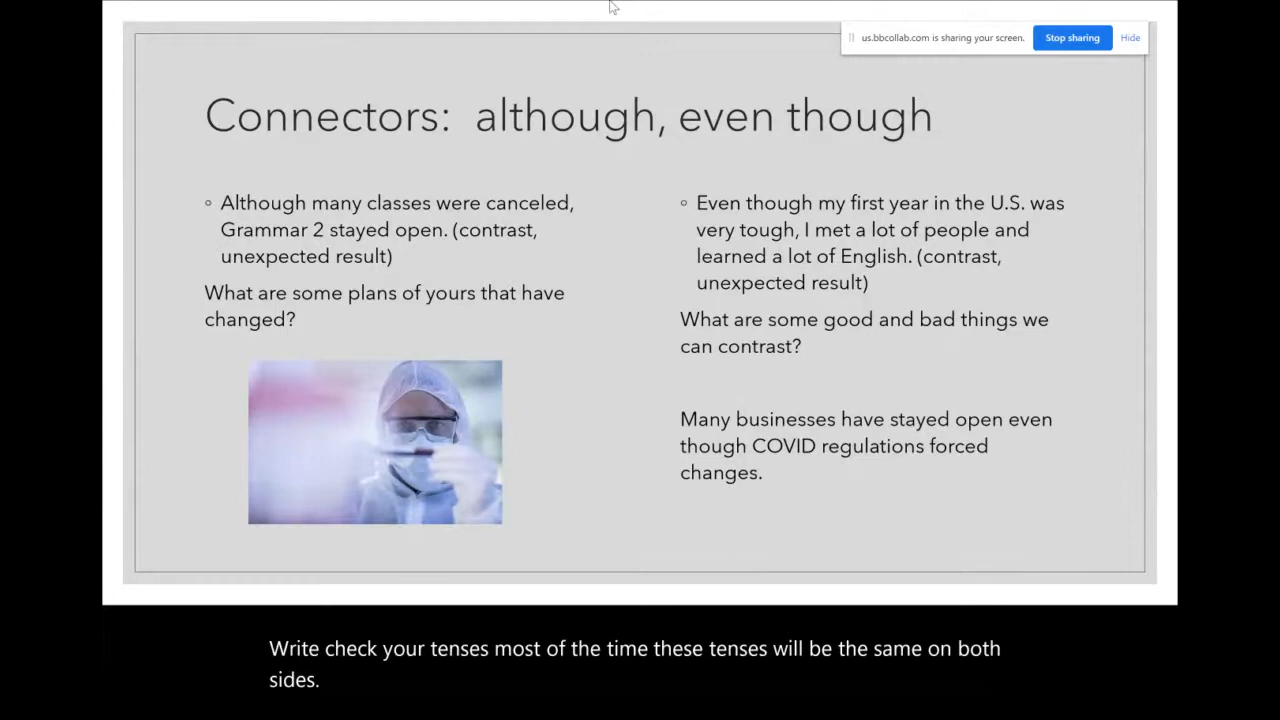 us.bbcollab.com is sharing your screen. Stop sharing Hide
Connectors: although, even though
◦ Although many classes were canceled,
Grammar 2 stayed open. (contrast,
unexpected result)
What are some plans of yours that have
changed?
◦ Even though my first year in the U.S. was
very tough, I met a lot of people and
learned a lot of English. (contrast,
unexpected result)
What are some good and bad things we
can contrast?
Many businesses have stayed open even
though COVID regulations forced
changes.
Write check your tenses most of the time these tenses will be the same on both
sides.